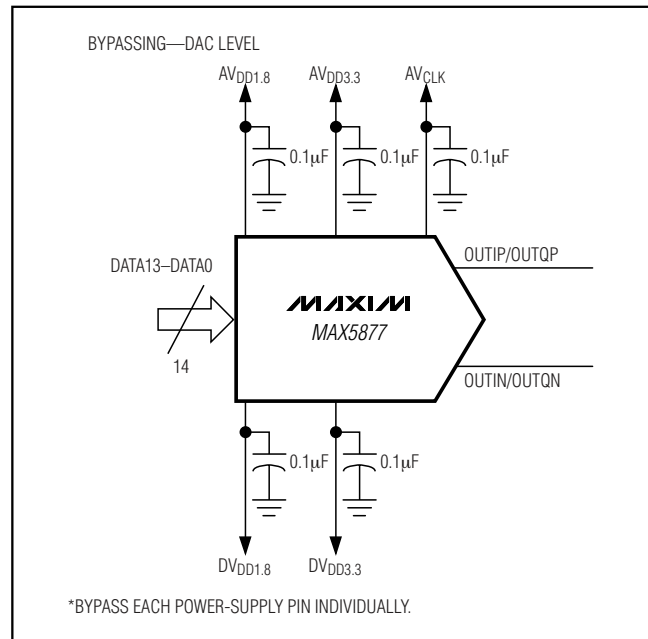 BYPASSING—DAC LEVEL
AVDD1.8 AVDD3.3 AVCLK
0.1µF 0.1µF 0.1µF
OUTIP/OUTQP
DATA13–DATA0
MAXIM
MAX5877
14
OUTIN/OUTQN
0.1µF 0.1µF
DVDD1.8 DVDD3.3
*BYPASS EACH POWER-SUPPLY PIN INDIVIDUALLY.